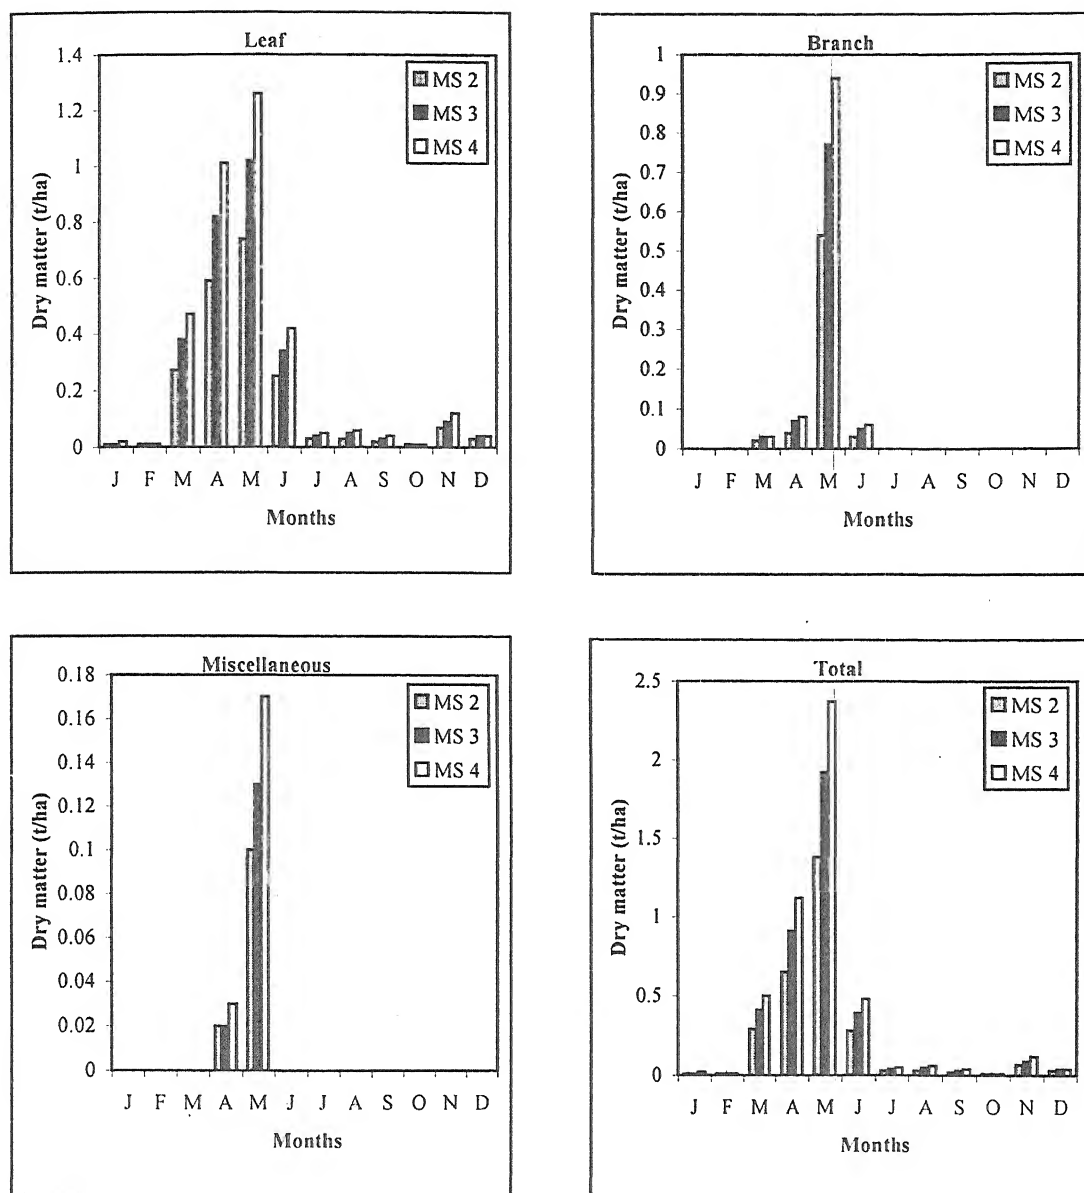 Leaf
1.4
1.2
1
0.8
0.6
0.4
0.2
0
Dry matter (t/ha)
MS 2
MS 3
MS 4
J F M A M J J A S O N D
Months
Branch
1
0.9
0.8
0.7
0.6
0.5
0.4
0.3
0.2
0.1
0
Dry matter (t/ha)
MS 2
MS 3
MS 4
J F M A M J J A S O N D
Months
Miscellaneous
0.18
0.16
0.14
0.12
0.1
0.08
0.06
0.04
0.02
0
Dry matter (t/ha)
MS 2
MS 3
MS 4
J F M A M J J A S O N D
Months
Total
2.5
2
1.5
1
0.5
0
Dry matter (t/ha)
MS 2
MS 3
MS 4
J F M A M J J A S O N D
Months